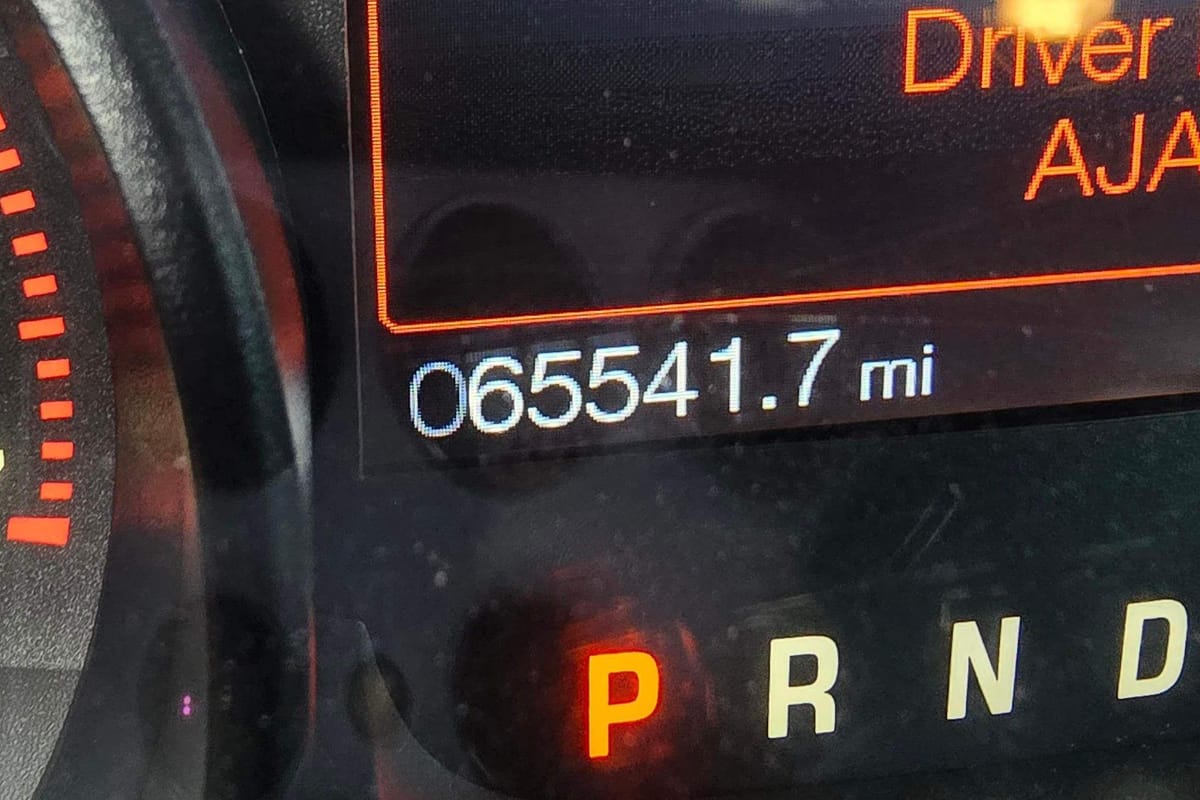 Driver
AJA
065541.7 mi
P R N D